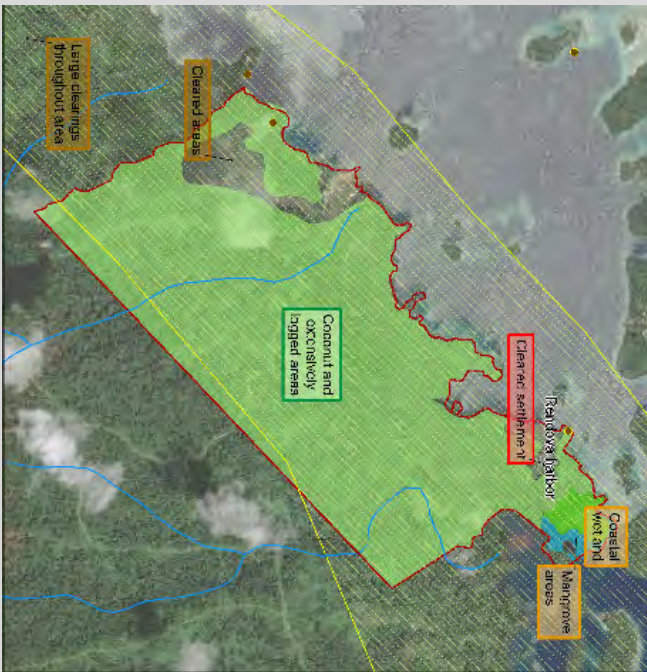 Large clearings
throughout area
Cleared areas
Coconut and
extensively
logged areas
Cleared settlement
Rendova harbor
Coastal
wetland
Mangrove
areas